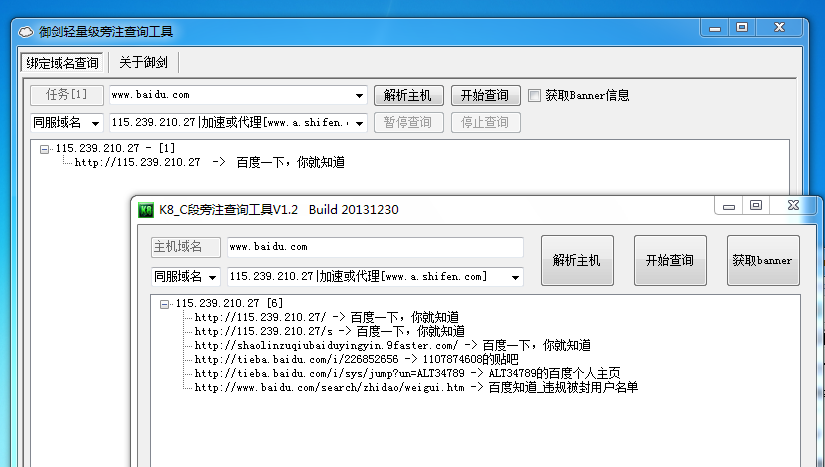 御剑轻量级旁注查询工具
绑定域名查询 关于御剑
任务[1] www.baidu.com 解析主机 开始查询 获取Banner信息
同服域名 115.239.210.27|加速或代理[www.a.shifen. 暂停查询 停止查询
115.239.210.27 - [1]
http://115.239.210.27 -> 百度一下，你就知道
K8_C段旁注查询工具V1.2 Build 20131230
主机域名 www.baidu.com 解析主机 开始查询 获取banner
同服域名 115.239.210.27|加速或代理[www.a.shifen.com]
115.239.210.27 [6]
http://115.239.210.27/ -> 百度一下，你就知道
http://115.239.210.27/s -> 百度一下，你就知道
http://shaolinzuqiubaiduyingyin.9faster.com/ -> 百度一下，你就知道
http://tieba.baidu.com/i/226852656 -> 1107874608的贴吧
http://tieba.baidu.com/i/sys/jump?un=ALT34789 -> ALT34789的百度个人主页
http://www.baidu.com/search/zhidao/weigui.htm -> 百度知道_违规被封用户名单